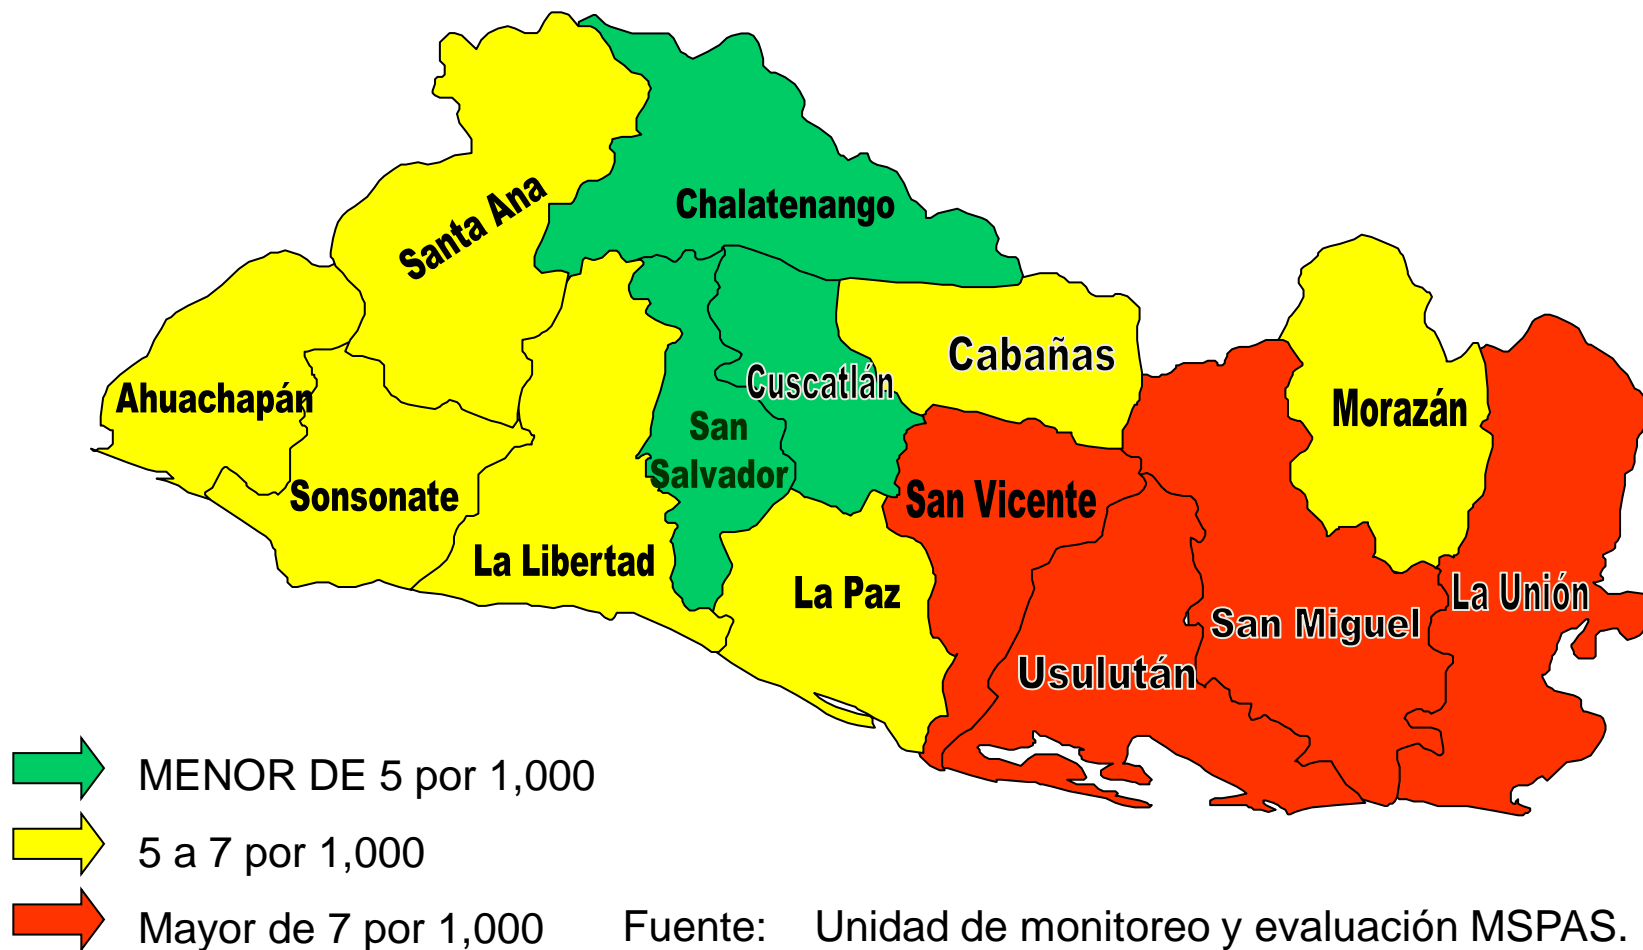 Santa Ana
Chalatenango
Cabañas
Cuscatlán
Ahuachapán
Morazán
San
Salvador
Sonsonate
San Vicente
La Libertad
La Paz
La Unión
San Miguel
Usulután
MENOR DE 5 por 1,000
5 a 7 por 1,000
Mayor de 7 por 1,000
Fuente: Unidad de monitoreo y evaluación MSPAS.